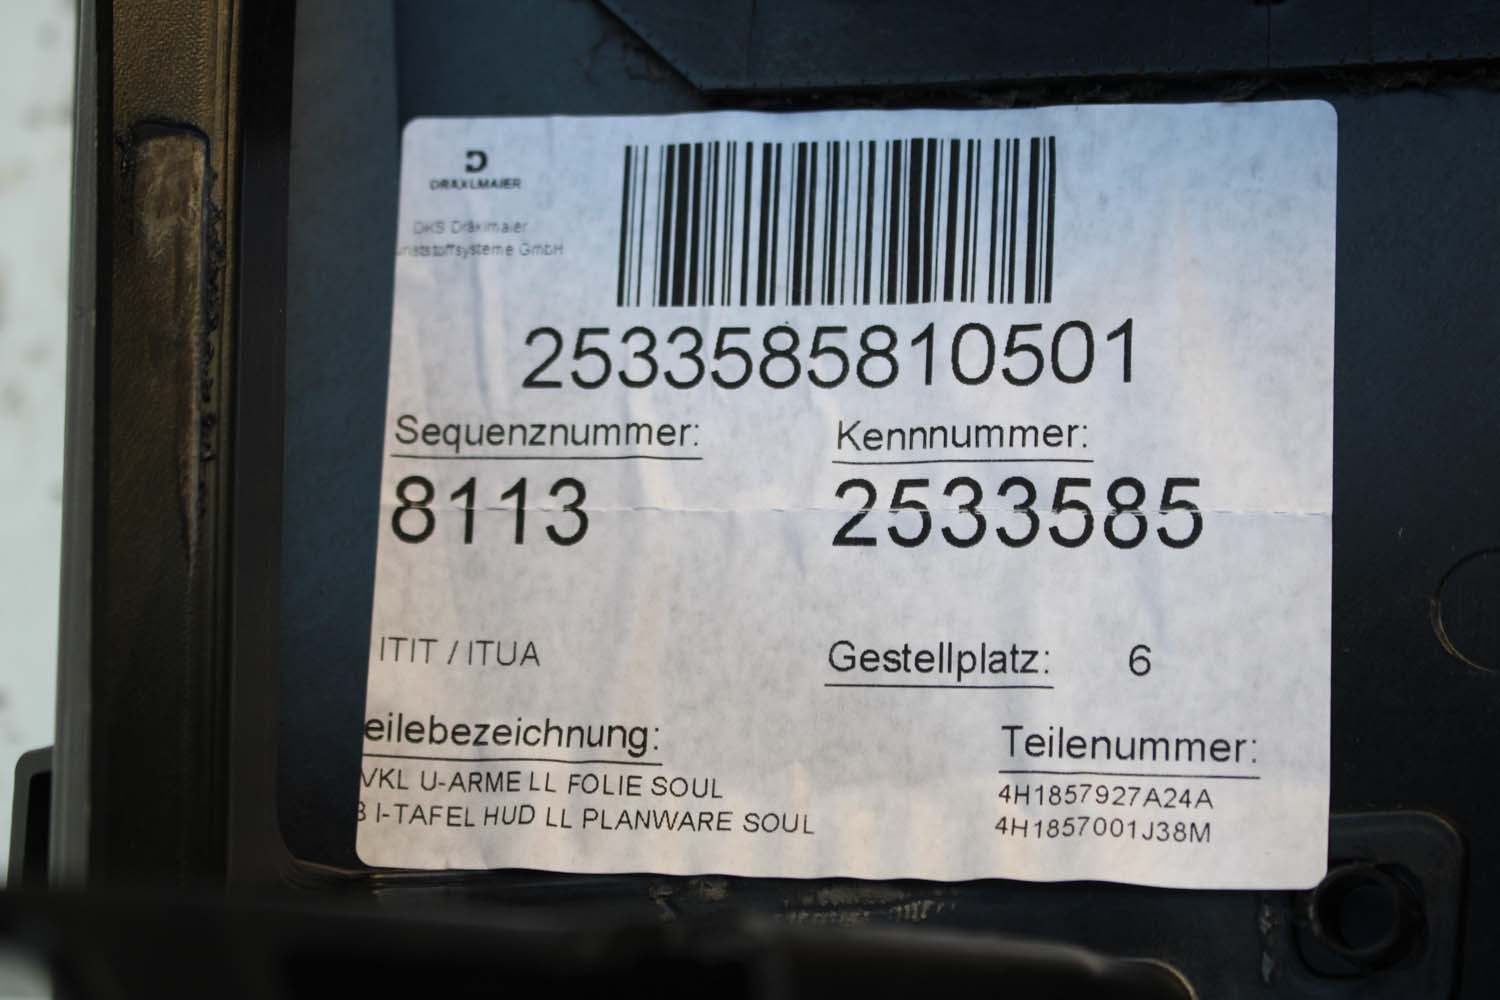 DRÄXLMAIER
DKS Dräxlmaier
unststoffsysteme GmbH
2533585810501
Sequenznummer: Kennnummer:
8113 2533585
ITIT / ITUA Gestellplatz: 6
eilebezeichnung: Teilenummer:
VKL U-ARME LL FOLIE SOUL 4H1857927A24A
B I-TAFEL HUD LL PLANWARE SOUL 4H1857001J38M